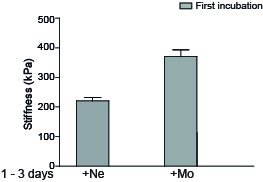 First incubation
Stiffness (kPa)
500
400
300
200
100
0
1 - 3 days +Ne +Mo